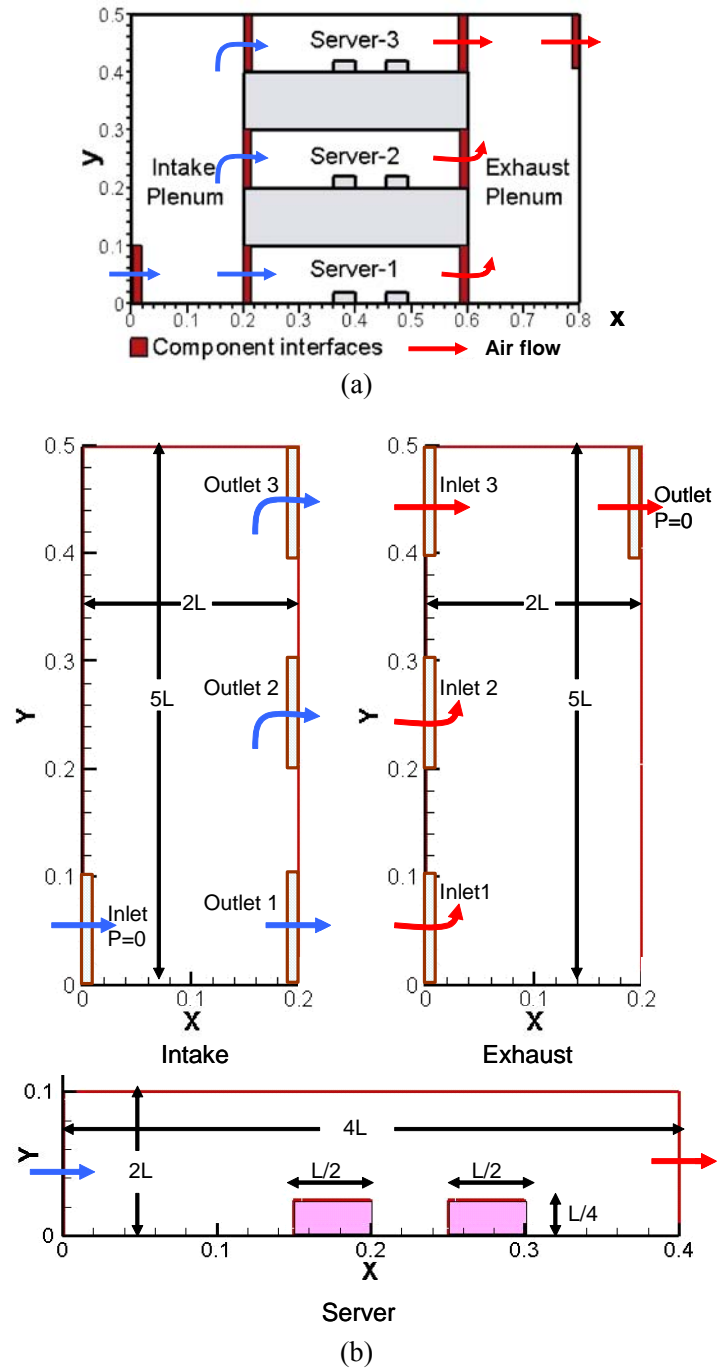 0.5
0.4
0.3
0.2
0.1
0
y
Server-3
Server-2
Server-1
Intake
Plenum
Exhaust
Plenum
0
0.1
0.2
0.3
0.4
0.5
0.6
0.7
0.8
x
Component interfaces
Air flow
(a)
0.5
0.4
0.3
0.2
0.1
0
Y
Outlet 3
2L
Outlet 2
5L
Outlet 1
Inlet
P=0
0
0.1
0.2
X
Intake
0.5
0.4
0.3
0.2
0.1
0
Y
Inlet 3
Outlet
P=0
2L
Inlet 2
5L
Inlet1
0
0.1
0.2
X
Exhaust
0.1
0
Y
4L
2L
L/2
L/2
L/4
0
0.1
0.2
0.3
0.4
X
Server
(b)